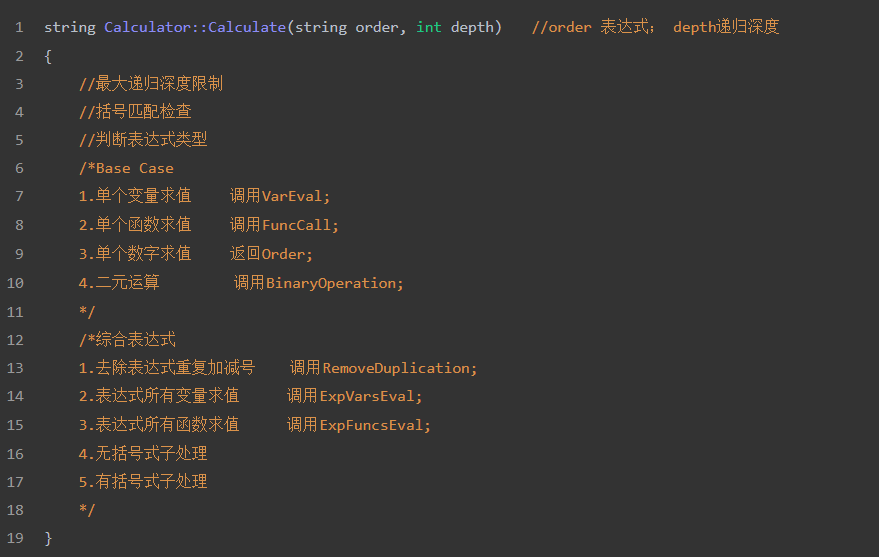 1 string Calculator::Calculate(string order, int depth) //order 表达式； depth递归深度
2 {
3 //最大递归深度限制
4 //括号匹配检查
5 //判断表达式类型
6 /*Base Case
7 1.单个变量求值 调用VarEval;
8 2.单个函数求值 调用FuncCall;
9 3.单个数字求值 返回Order;
10 4.二元运算 调用BinaryOperation;
11 */
12 /*综合表达式
13 1.去除表达式重复加减号 调用RemoveDuplication;
14 2.表达式所有变量求值 调用ExpVarsEval;
15 3.表达式所有函数求值 调用ExpFuncsEval;
16 4.无括号式子处理
17 5.有括号式子处理
18 */
19 }